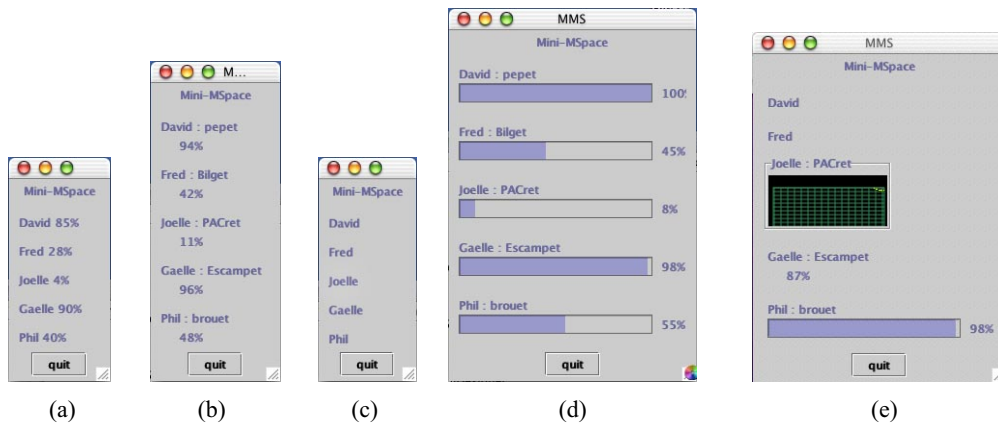 Mini-MSpace
David 85%
Fred 28%
Joelle 4%
Gaelle 90%
Phil 40%
quit
(a)
M...
Mini-MSpace
David : pepet
94%
Fred : Bilget
42%
Joelle : PACret
11%
Gaelle : Escampet
96%
Phil : brouet
48%
quit
(b)
Mini-MSpace
David
Fred
Joelle
Gaelle
Phil
quit
(c)
MMS
Mini-MSpace
David : pepet
100%
Fred : Bilget
45%
Joelle : PACret
8%
Gaelle : Escampet
98%
Phil : brouet
55%
quit
(d)
MMS
Mini-MSpace
David
Fred
Joelle : PACret
Gaelle : Escampet
87%
Phil : brouet
98%
quit
(e)